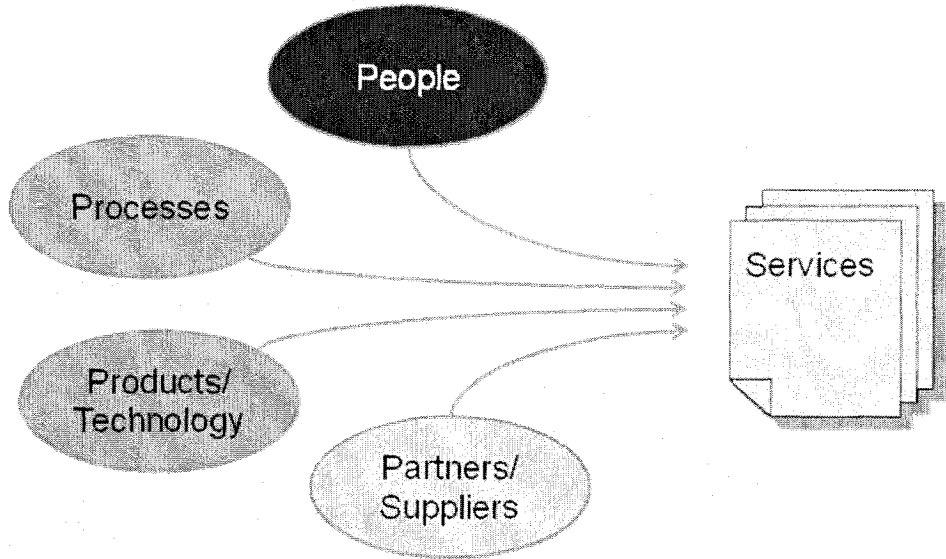 People
Processes
Services
Products/
Technology
Partners/
Suppliers